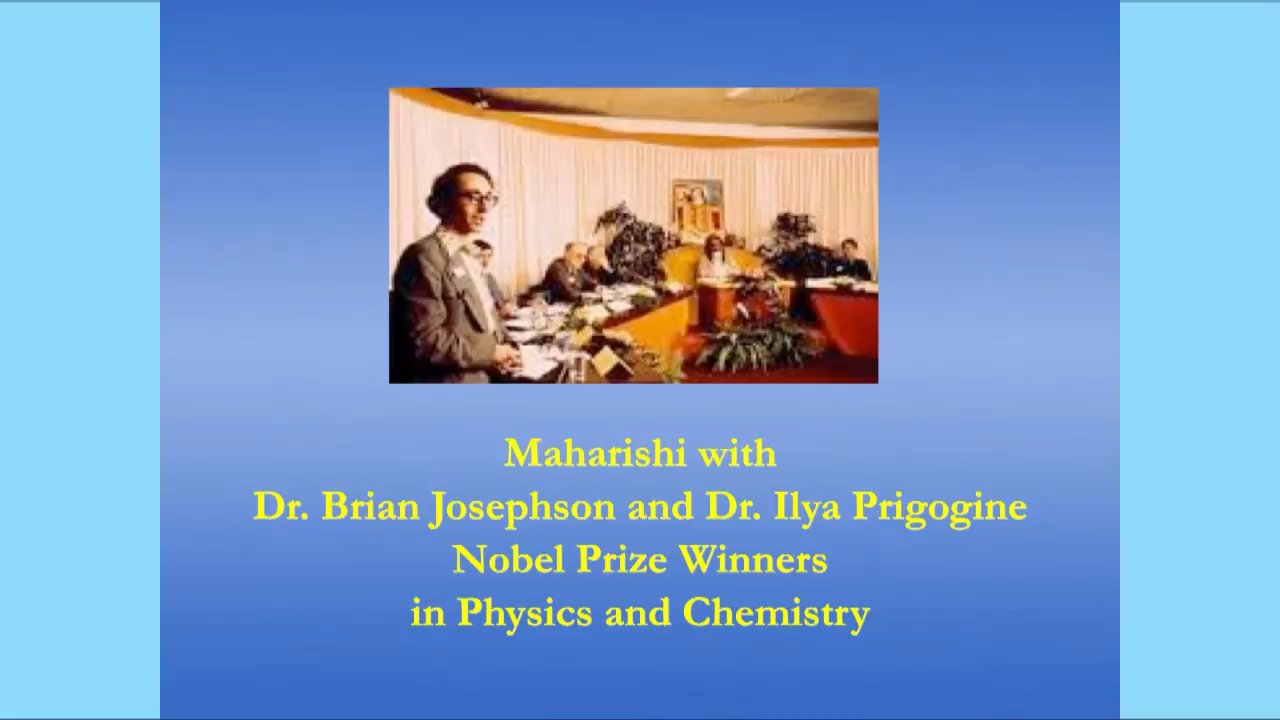 Maharishi with
Dr. Brian Josephson and Dr. Ilya Prigogine
Nobel Prize Winners
in Physics and Chemistry